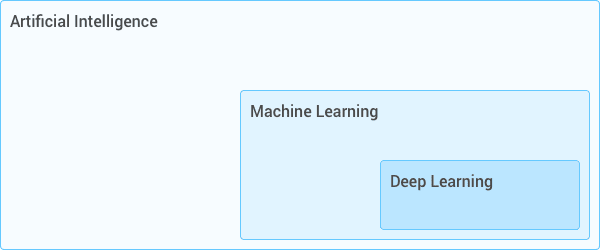 Artificial Intelligence
Machine Learning
Deep Learning